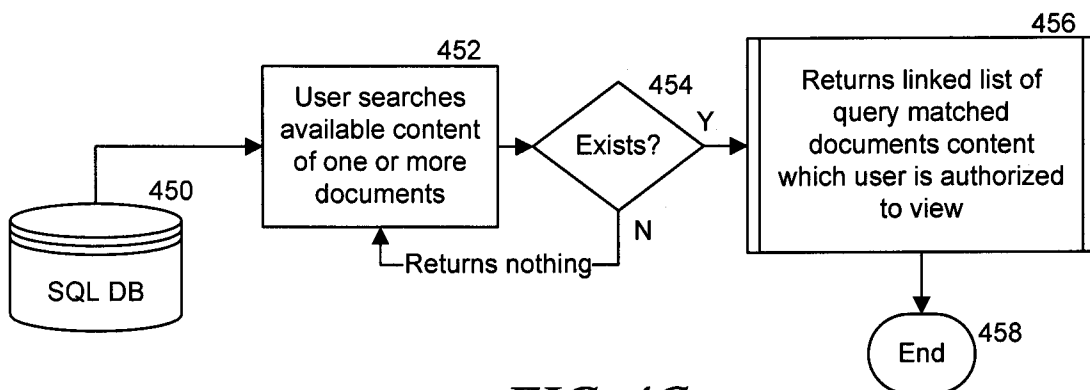 452
User searches
available content
of one or more
documents
450
SQL DB
454
Exists?
Y
N
Returns nothing
456
Returns linked list of
query matched
documents content
which user is authorized
to view
End
458